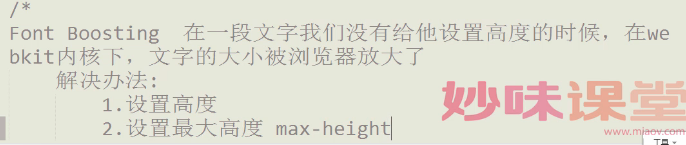 /*
Font Boosting 在一段文字我们没有给他设置高度的时候，在we
bkit内核下，文字的大小被浏览器放大了
解决办法:
1.设置高度
2.设置最大高度 max-height
妙味课堂
www.miaov.com
工具